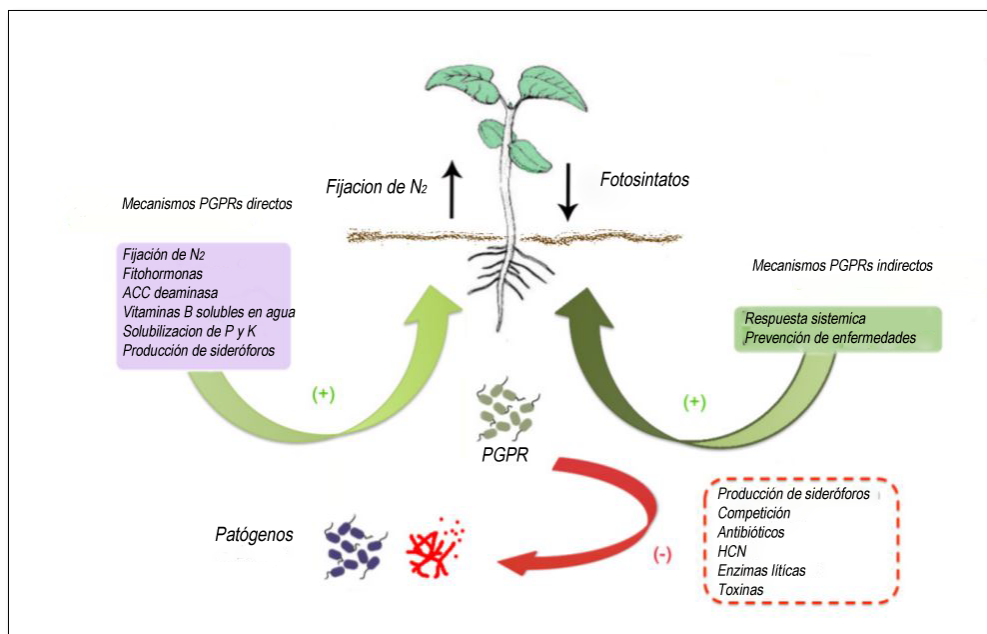 Fijacion de N2
Fotosintatos
Mecanismos PGPRs directos
Fijación de N2
Fitohormonas
ACC deaminasa
Vitaminas B solubles en agua
Solubilizacion de P y K
Producción de sideróforos
Mecanismos PGPRs indirectos
Respuesta sistemica
Prevención de enfermedades
(+)
(+)
PGPR
Patógenos
(-)
Producción de sideróforos
Competición
Antibióticos
HCN
Enzimas líticas
Toxinas